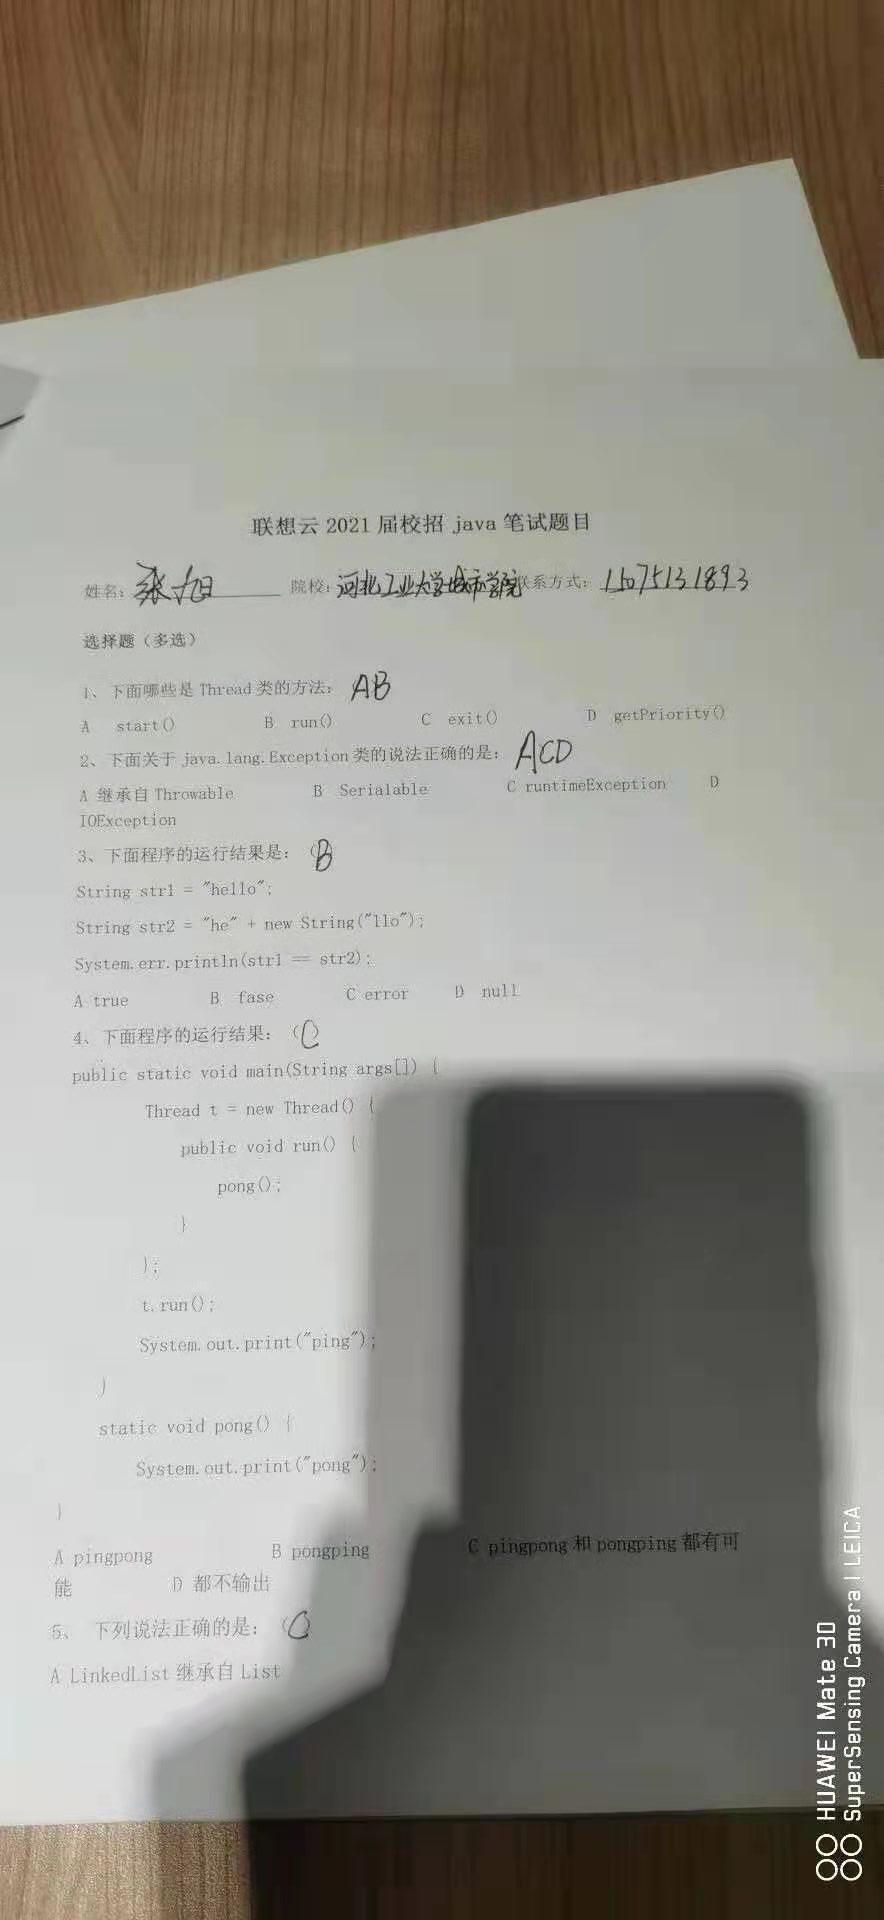 联想云 2021 届校招 java 笔试题目
姓名: 张旭 院校: 河北工业大学城市学院 联系方式: 15075131893
选择题（多选）
1、下面哪些是 Thread 类的方法： AB
A start() B run() C exit() D getPriority()
2、下面关于 java.lang.Exception 类的说法正确的是： ACD
A 继承自 Throwable B Serialable C runtimeException D
IOException
3、下面程序的运行结果是：（B
String str1 = "hello";
String str2 = "he" + new String("llo");
System.err.println(str1 == str2);
A true B fase C error D null
4、下面程序的运行结果：（C）
public static void main(String args[]) {
Thread t = new Thread() {
public void run() {
pong();
}
};
t.run();
System.out.print("ping");
}
static void pong() {
System.out.print("pong");
}
A pingpong B pongping C pingpong 和 pongping 都有可
能 D 都不输出
5、 下列说法正确的是：（C
A LinkedList 继承自 List
HUAWEI Mate 30
SuperSensing Camera | LEICA